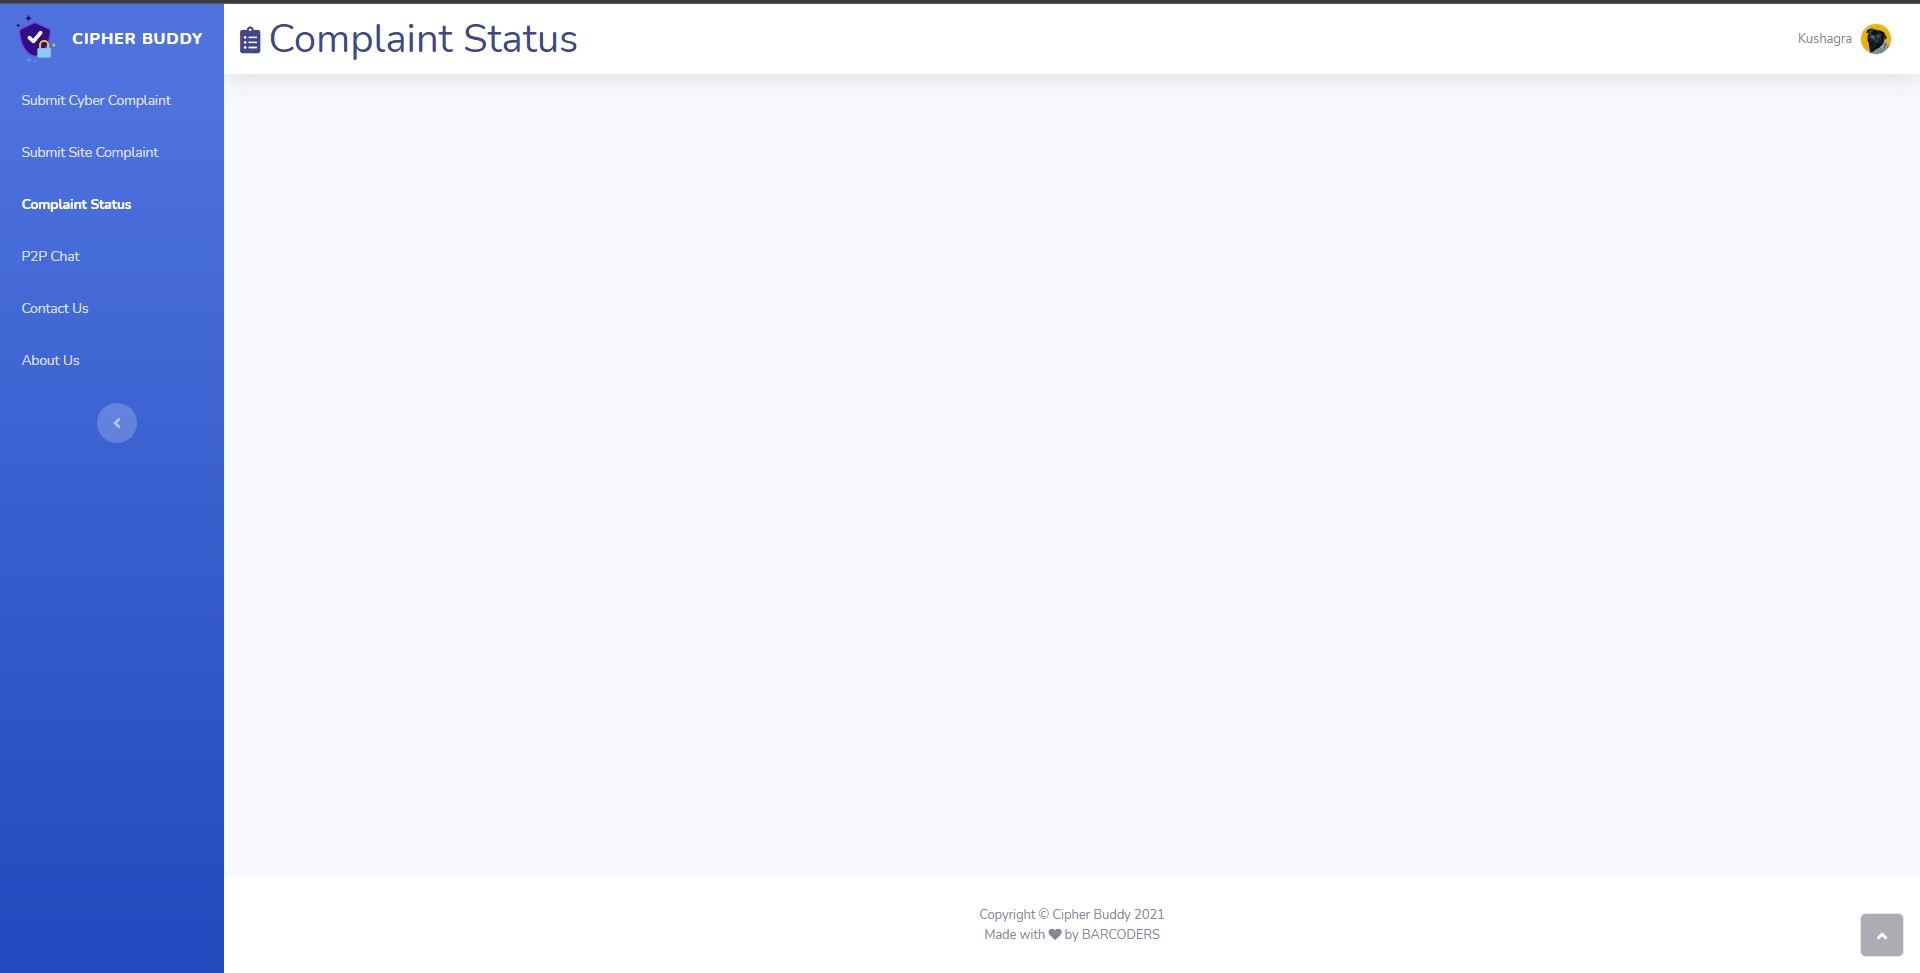 CIPHER BUDDY
Submit Cyber Complaint
Submit Site Complaint
Complaint Status
P2P Chat
Contact Us
About Us
Complaint Status
Kushagra
Copyright © Cipher Buddy 2021
Made with ♥ by BARCODERS